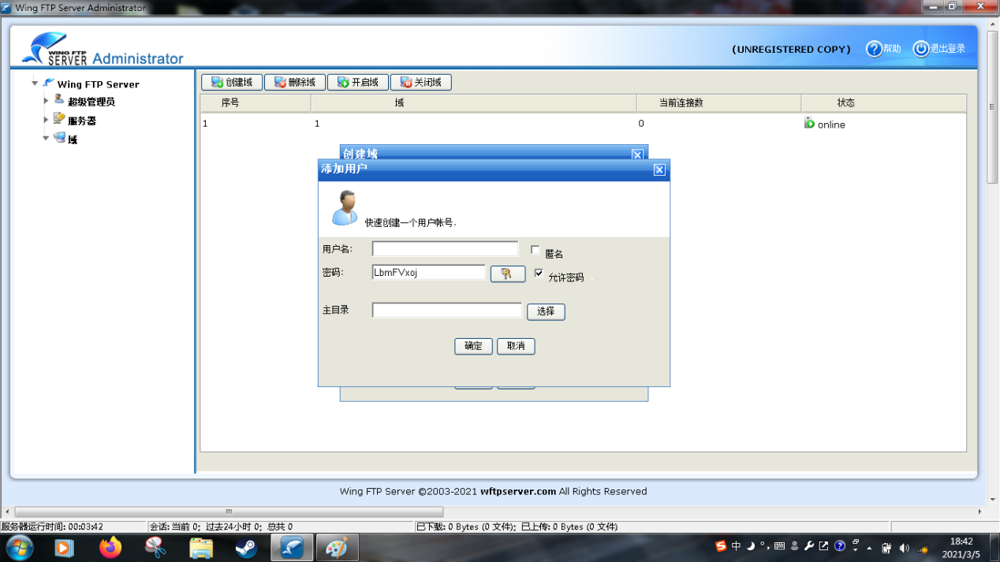 Wing FTP Server Administrator
WING FTP SERVER Administrator
(UNREGISTERED COPY) 帮助 退出登录
Wing FTP Server
超级管理员
服务器
域
创建域 删除域 开启域 关闭域
序号 域 当前连接数 状态
1 1 0 online
创建域
添加用户
快速创建一个用户帐号.
用户名: 匿名
密码: LbmFVxoj 允许密码
主目录 选择
确定 取消
Wing FTP Server ©2003-2021 wftpserver.com All Rights Reserved
服务器运行时间: 00:03:42 会话: 当前 0; 过去24小时 0; 总共 0 已下载: 0 Bytes (0 文件); 已上传: 0 Bytes (0 文件)
中 18:42
2021/3/5